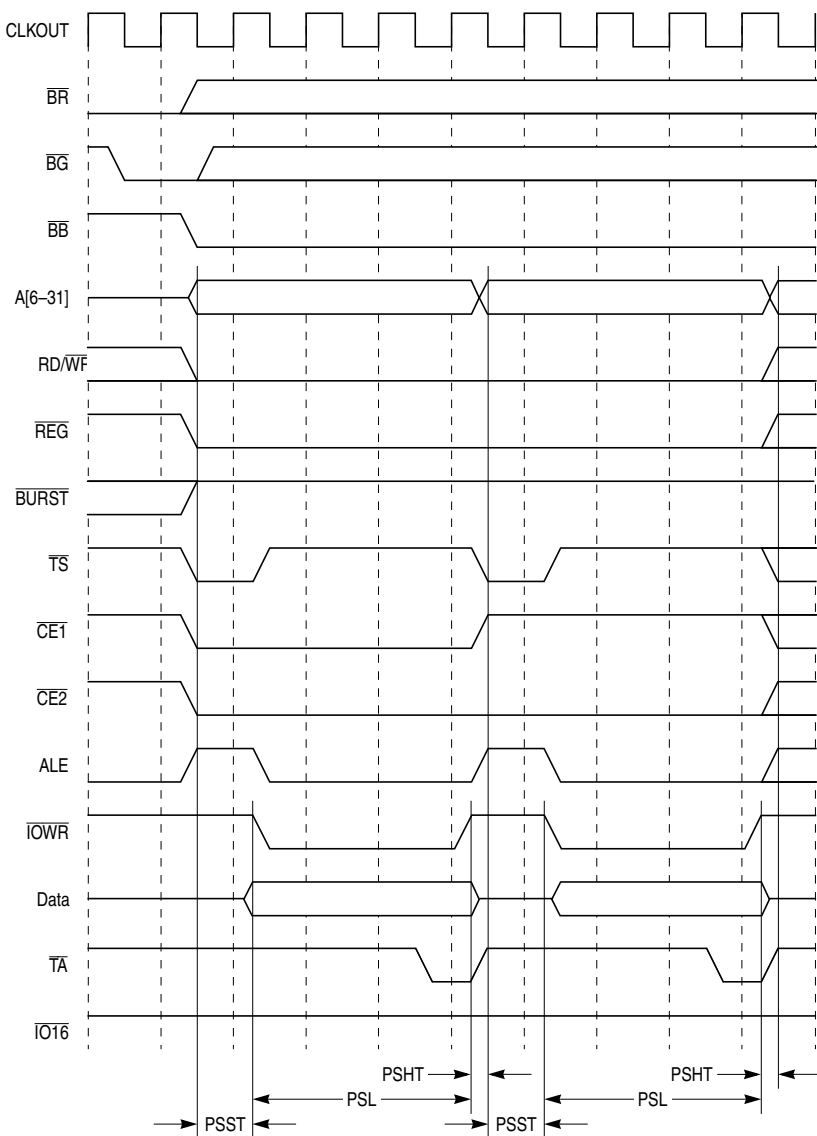 CLKOUT
BR
BG
BB
A[6–31]
RD/WF
REG
BURST
TS
CE1
CE2
ALE
IOWR
Data
TA
IO16
PSHT PSHT
PSL PSL
PSST PSST